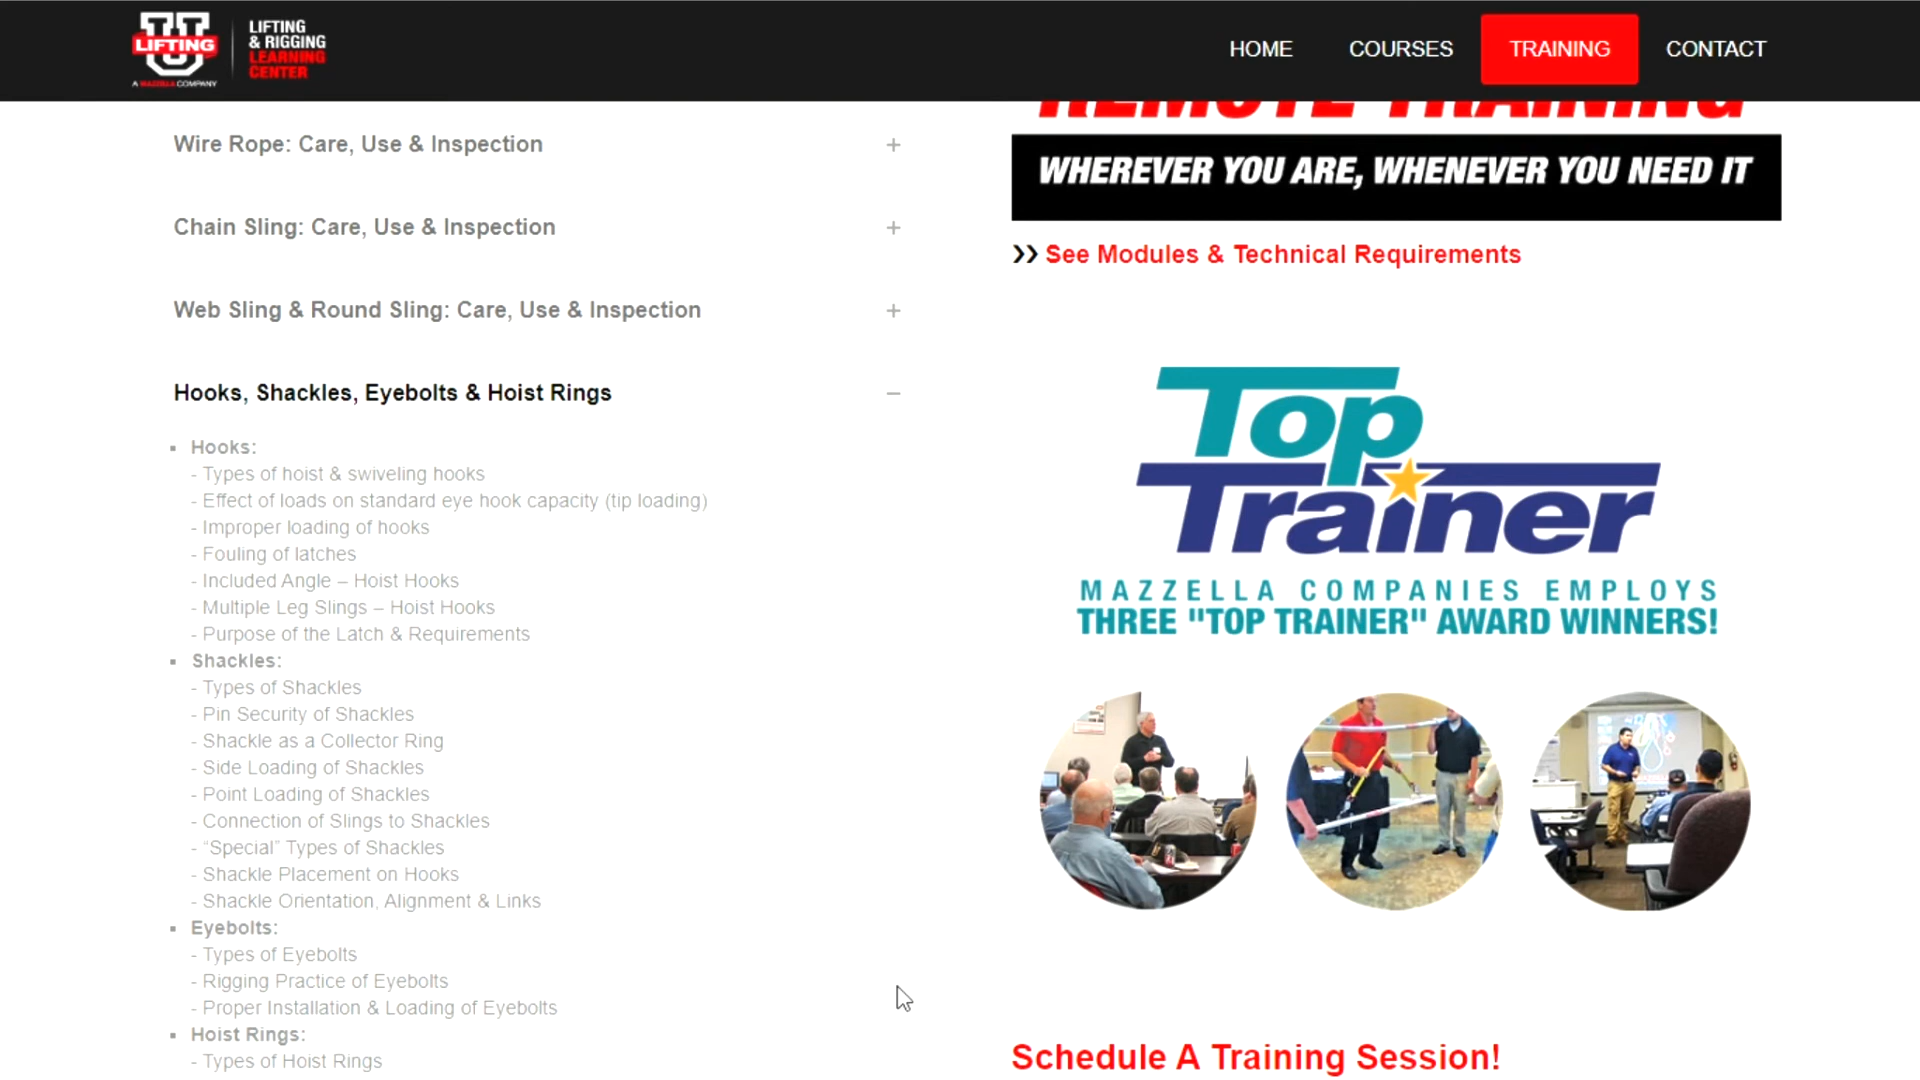 U
LIFTING
A MAZZELLA COMPANY
LIFTING
& RIGGING
LEARNING
CENTER
HOME
COURSES
TRAINING
CONTACT
Wire Rope: Care, Use & Inspection
+
Chain Sling: Care, Use & Inspection
+
Web Sling & Round Sling: Care, Use & Inspection
+
Hooks, Shackles, Eyebolts & Hoist Rings
–
▪ Hooks:
- Types of hoist & swiveling hooks
- Effect of loads on standard eye hook capacity (tip loading)
- Improper loading of hooks
- Fouling of latches
- Included Angle – Hoist Hooks
- Multiple Leg Slings – Hoist Hooks
- Purpose of the Latch & Requirements
▪ Shackles:
- Types of Shackles
- Pin Security of Shackles
- Shackle as a Collector Ring
- Side Loading of Shackles
- Point Loading of Shackles
- Connection of Slings to Shackles
- “Special” Types of Shackles
- Shackle Placement on Hooks
- Shackle Orientation, Alignment & Links
▪ Eyebolts:
- Types of Eyebolts
- Rigging Practice of Eyebolts
- Proper Installation & Loading of Eyebolts
▪ Hoist Rings:
- Types of Hoist Rings
REMOTE TRAINING
WHEREVER YOU ARE, WHENEVER YOU NEED IT
❯❯ See Modules & Technical Requirements
Top
Trainer
MAZZELLA COMPANIES EMPLOYS
THREE "TOP TRAINER" AWARD WINNERS!
Schedule A Training Session!